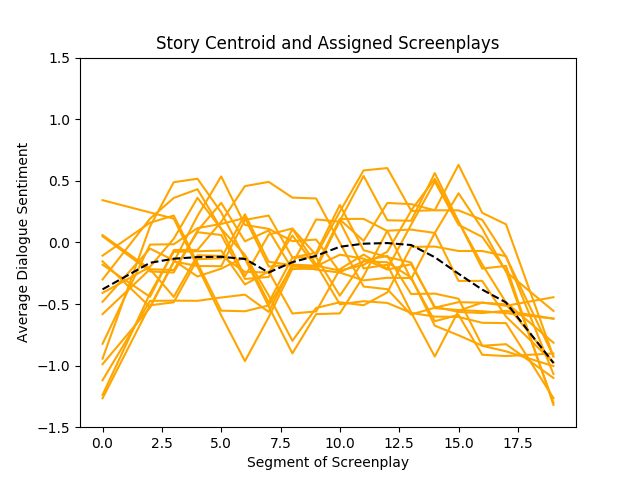 Story Centroid and Assigned Screenplays
1.5
1.0
0.5
0.0
−0.5
−1.0
−1.5
Average Dialogue Sentiment
0.0 2.5 5.0 7.5 10.0 12.5 15.0 17.5
Segment of Screenplay